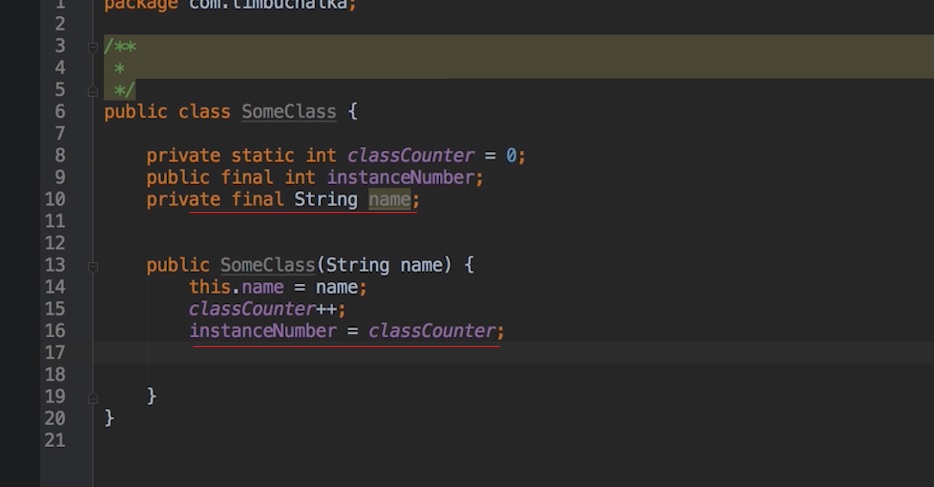 1 package com.timbuchalka;
2
3 /**
4 *
5 */
6 public class SomeClass {
7
8 private static int classCounter = 0;
9 public final int instanceNumber;
10 private final String name;
11
12
13 public SomeClass(String name) {
14 this.name = name;
15 classCounter++;
16 instanceNumber = classCounter;
17
18
19 }
20 }
21